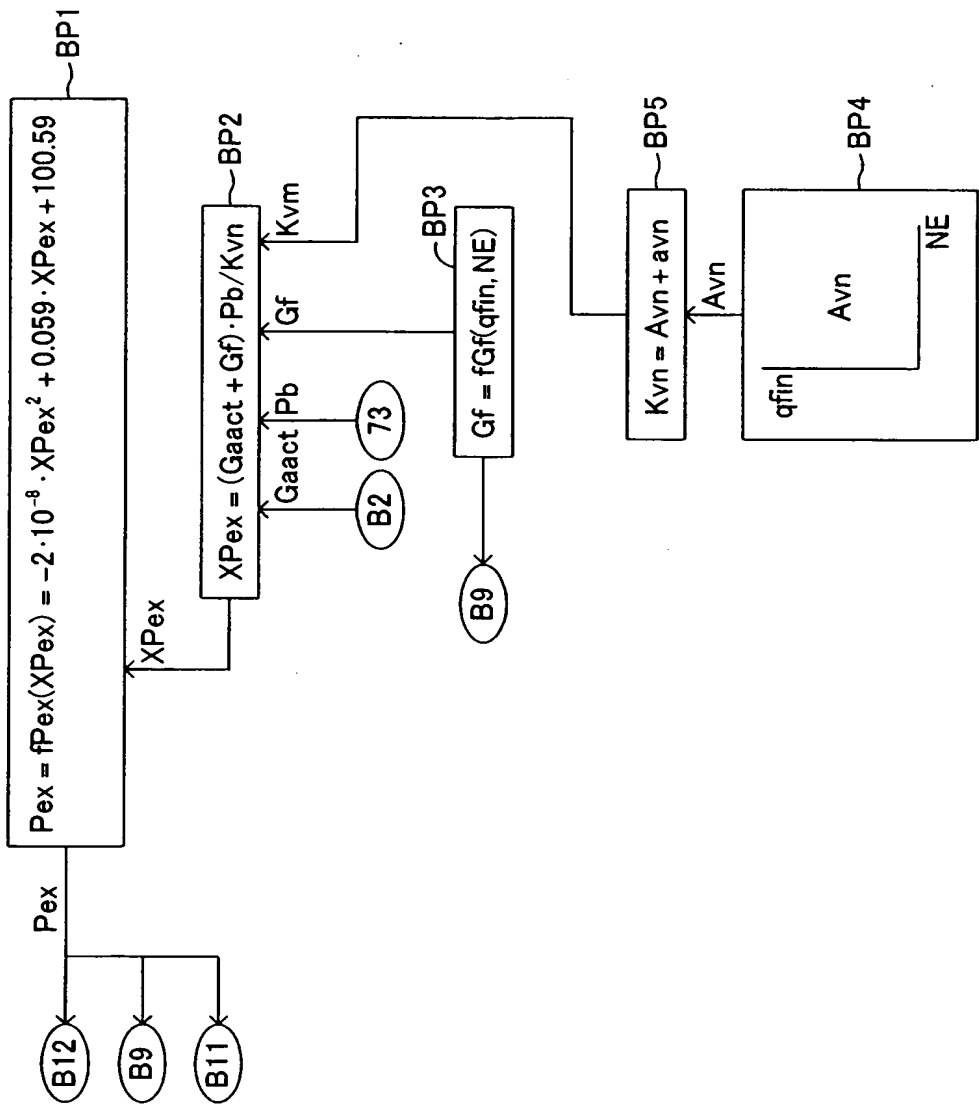 Pex = fPex(XPex) = -2·10⁻⁸·XPex² + 0.059·XPex + 100.59
BP1
Pex
B12
B9
B11
XPex
XPex = (Gaact + Gf)·Pb/Kvn
BP2
Gaact
Pb
Gf
Kvm
B2
73
BP3
Gf = fGf(qfin, NE)
B9
Kvn = Avn + avn
BP5
Avn
qfin
Avn
NE
BP4